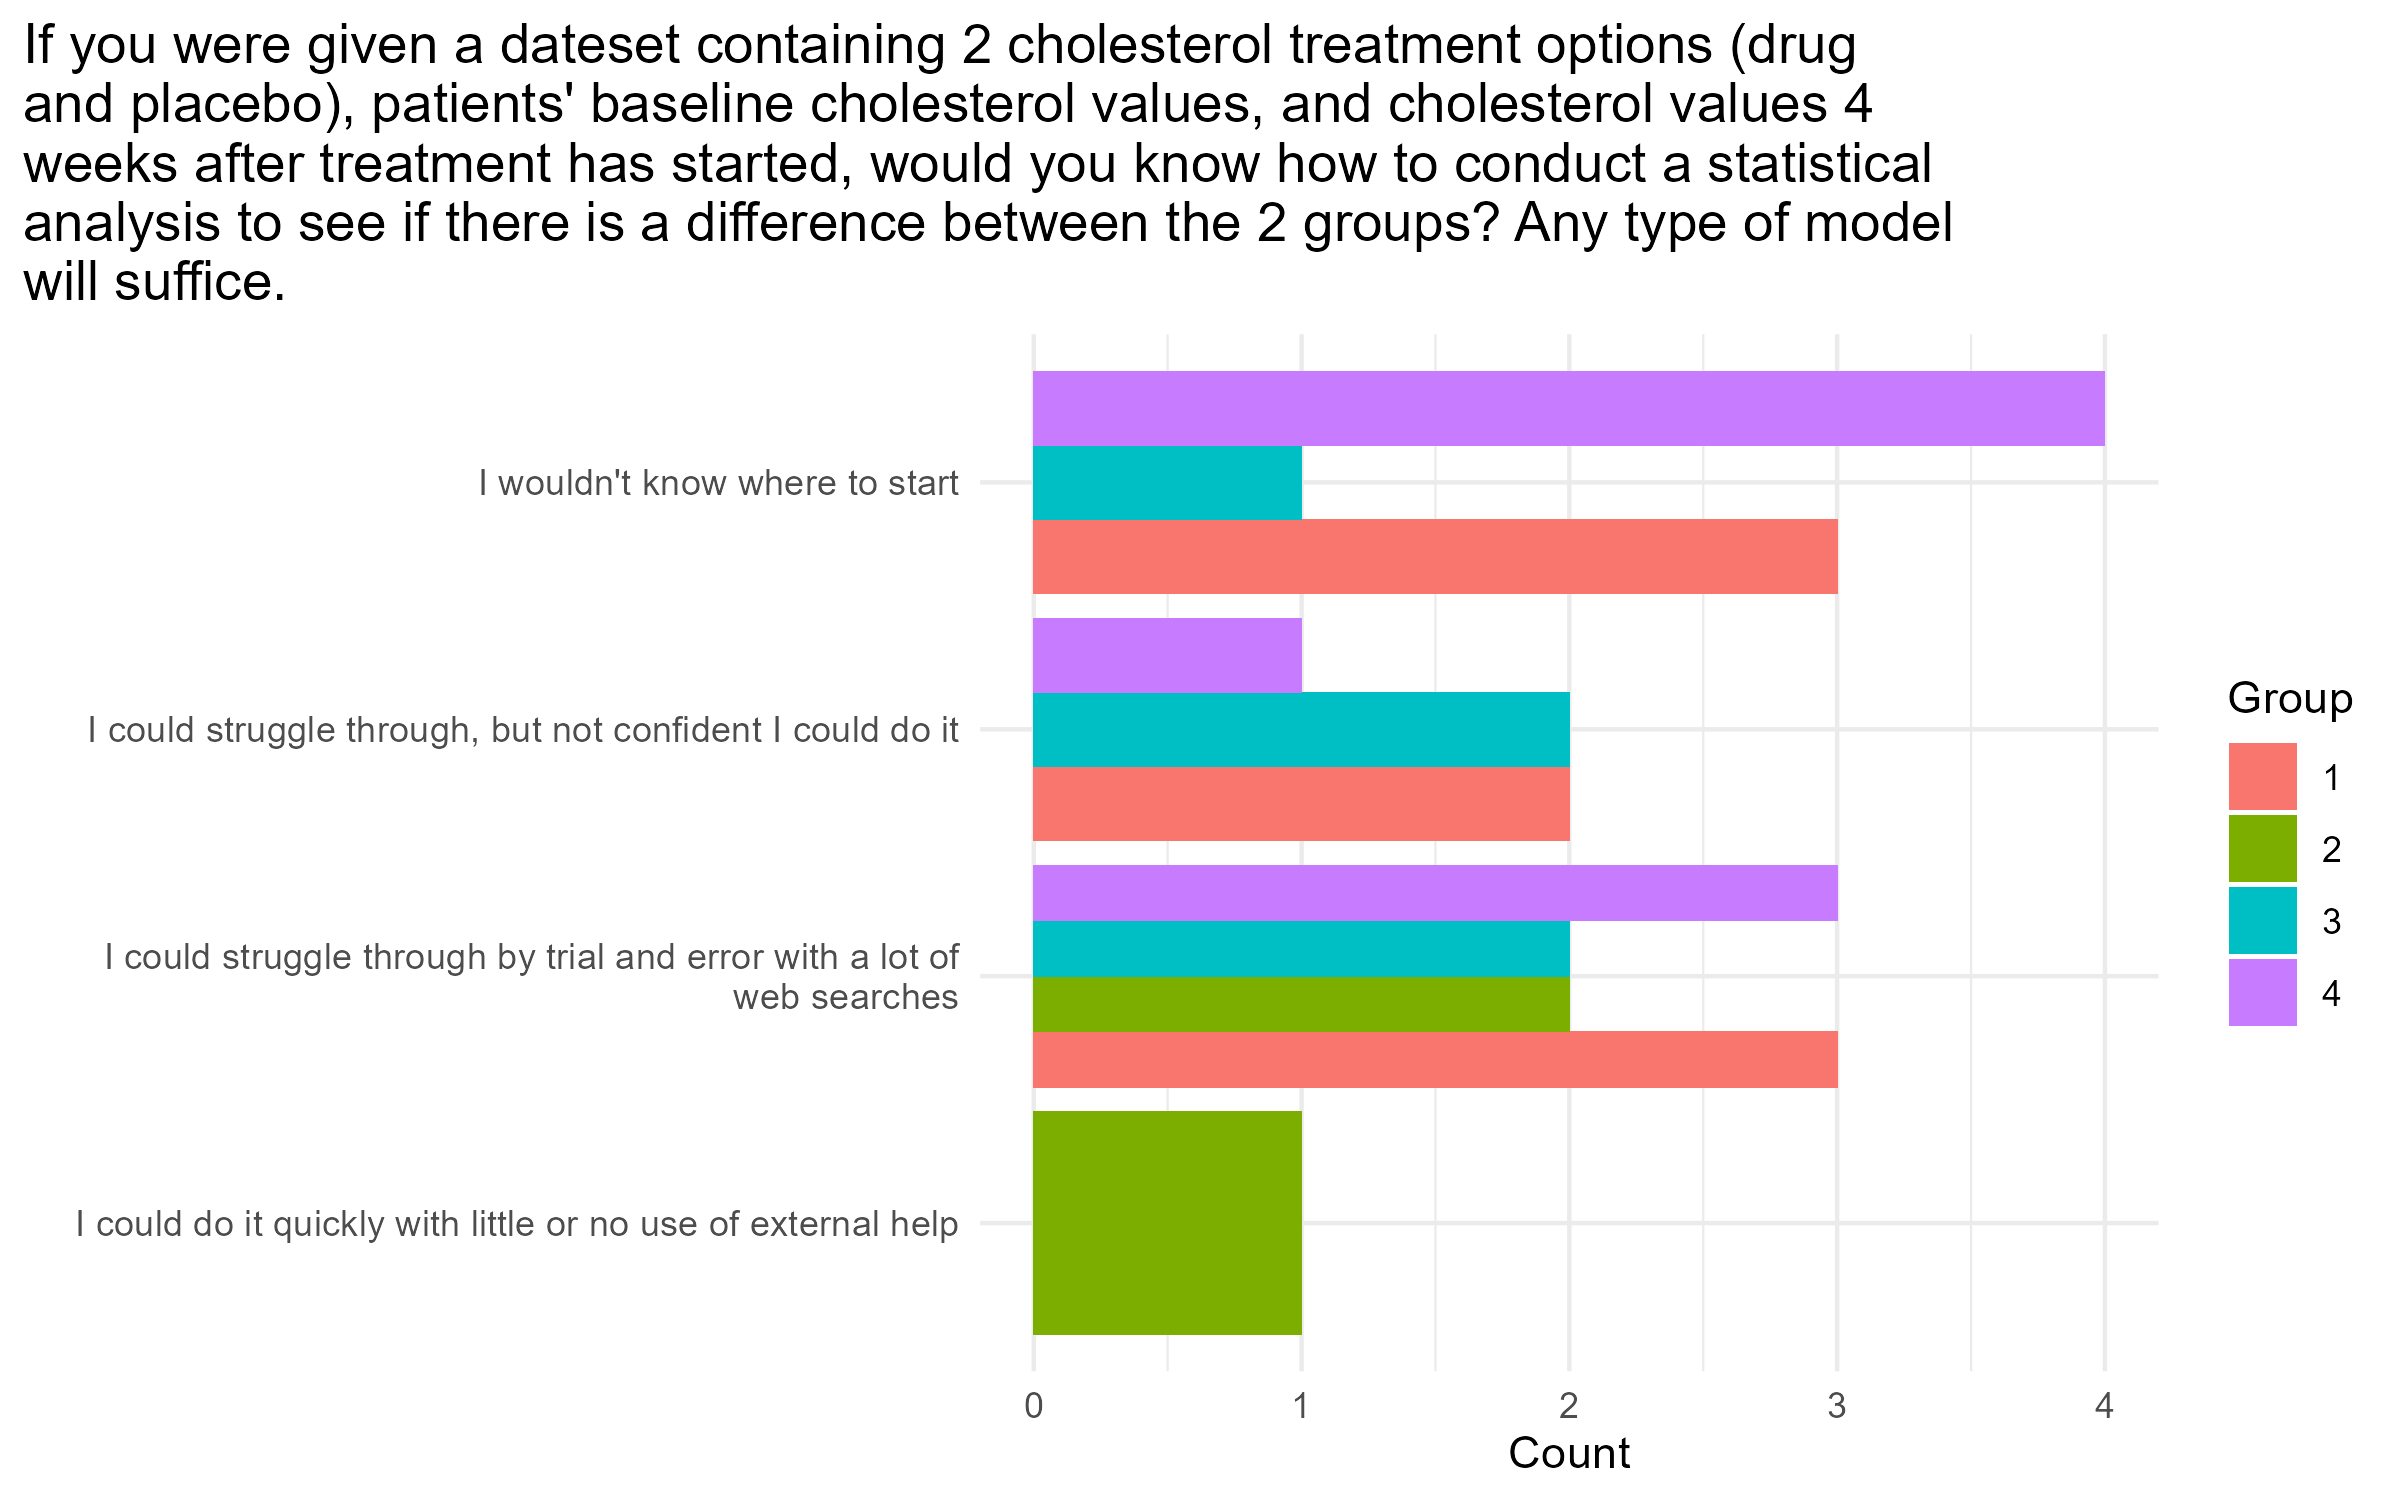 If you were given a dateset containing 2 cholesterol treatment options (drug
and placebo), patients' baseline cholesterol values, and cholesterol values 4
weeks after treatment has started, would you know how to conduct a statistical
analysis to see if there is a difference between the 2 groups? Any type of model
will suffice.
I wouldn't know where to start
I could struggle through, but not confident I could do it
I could struggle through by trial and error with a lot of
web searches
I could do it quickly with little or no use of external help
0 1 2 3 4
Count
Group
1
2
3
4